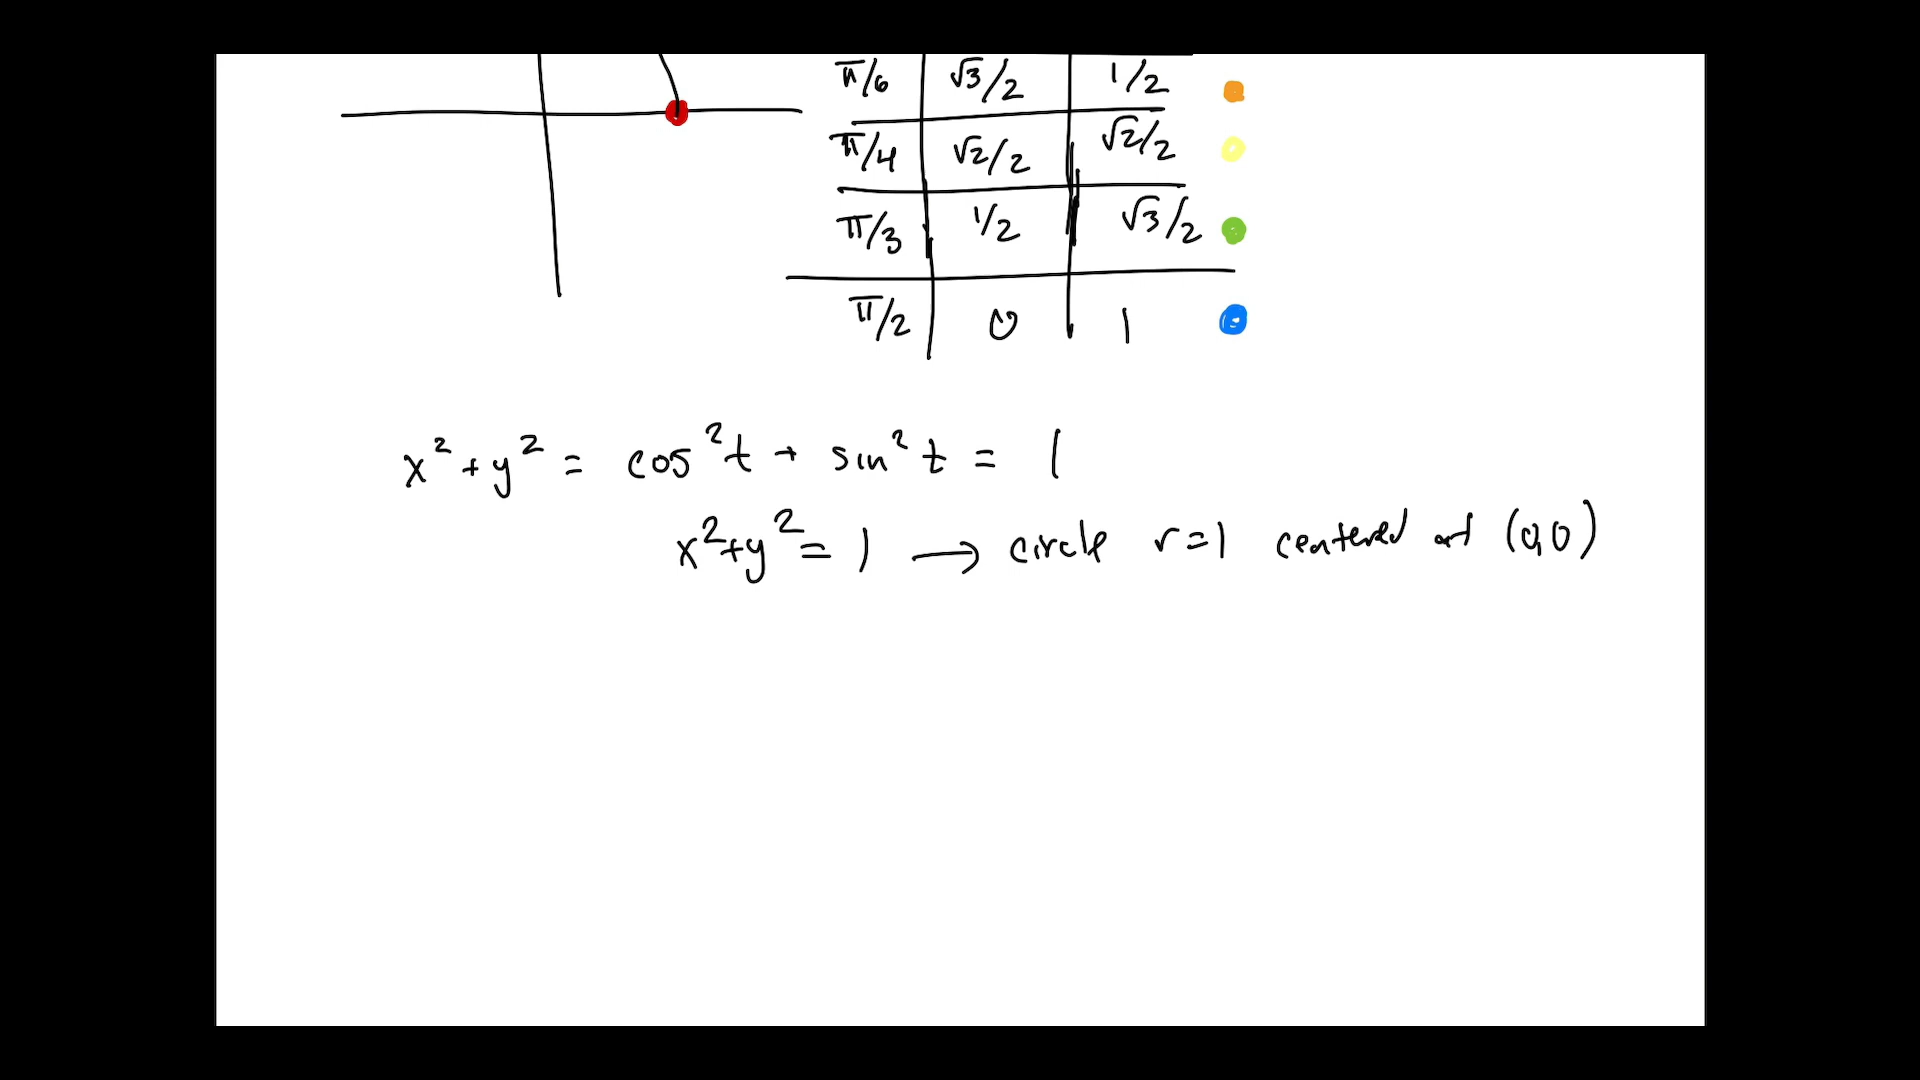 π/6 √3/2 1/2
π/4 √2/2 √2/2
π/3 1/2 √3/2
π/2 0 1
x² + y² = cos²t + sin²t = 1
x² + y² = 1 → circle r=1 centered at (0,0)